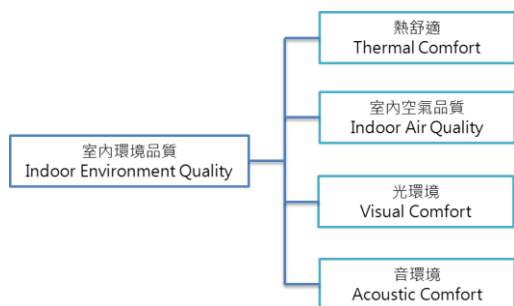 熱舒適
Thermal Comfort
室內空氣品質
Indoor Air Quality
室內環境品質
Indoor Environment Quality
光環境
Visual Comfort
音環境
Acoustic Comfort